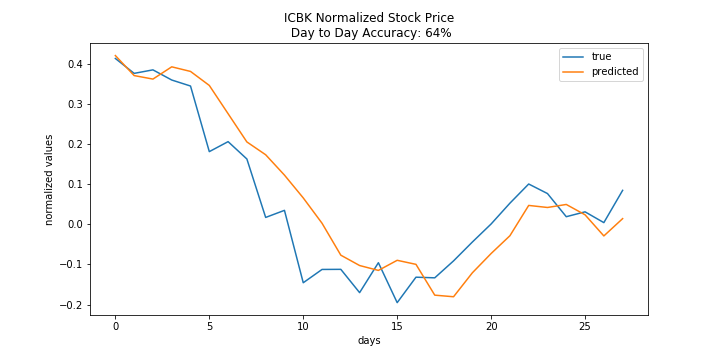 ICBK Normalized Stock Price
Day to Day Accuracy: 64%
true
predicted
normalized values
0.4
0.3
0.2
0.1
0.0
−0.1
−0.2
0
5
10
15
20
25
days